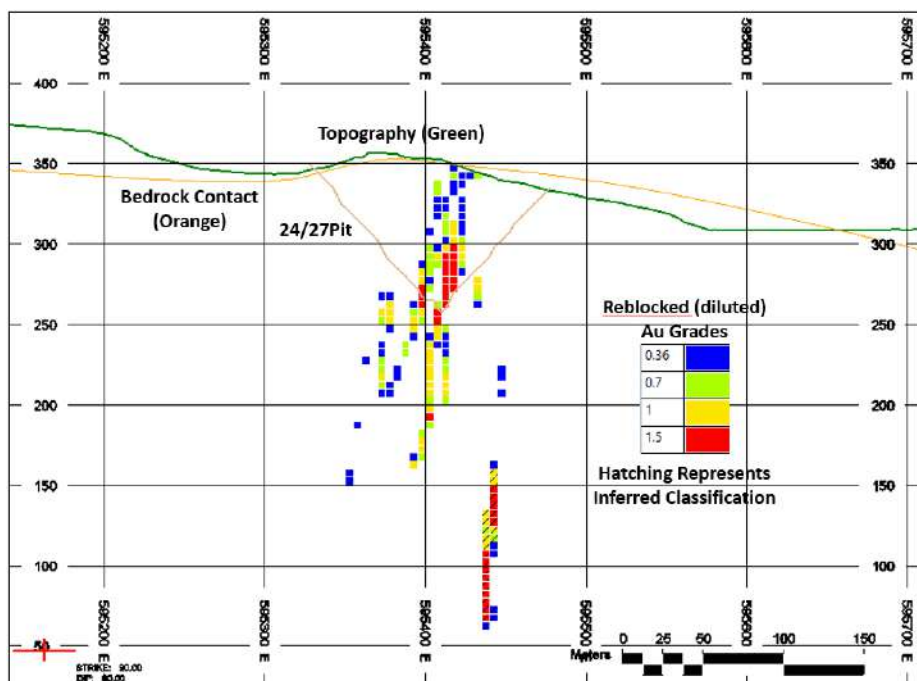 595200 E 595300 E 595400 E 595500 E 595600 E 595700 E
400 400
Topography (Green)
350 350
Bedrock Contact
(Orange)
24/27Pit
300 300
Reblocked (diluted)
Au Grades
250 250
0.36
0.7
1
1.5
200 200
Hatching Represents
Inferred Classification
150 150
100 100
50 50
595200 E 595300 E 595400 E 595500 E 595600 E 595700 E
Meters 0 25 50 100 150
STRIKE: 90.00